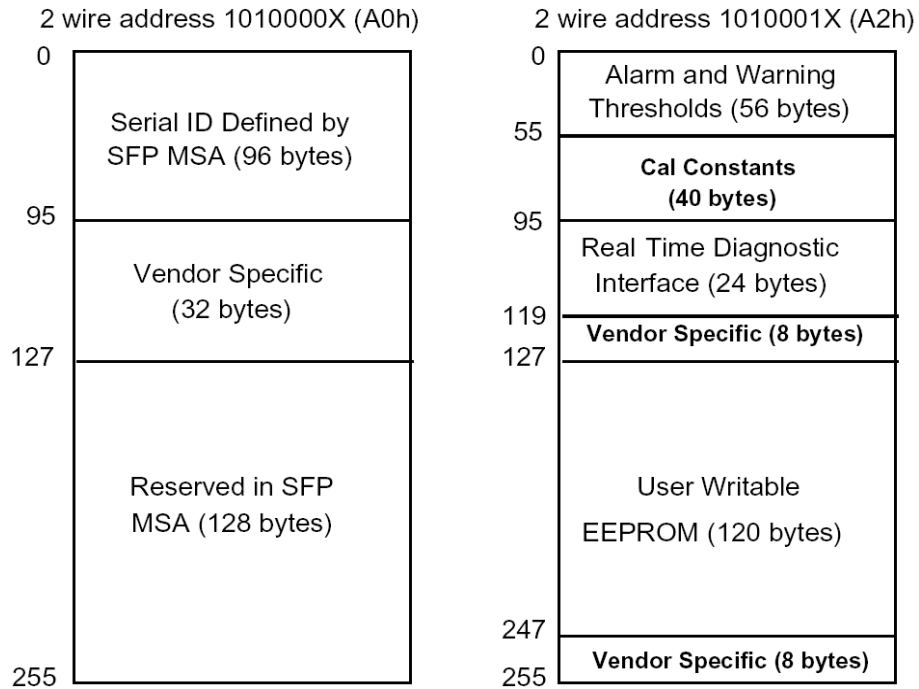 2 wire address 1010000X (A0h)
0
Serial ID Defined by
SFP MSA (96 bytes)
95
Vendor Specific
(32 bytes)
127
Reserved in SFP
MSA (128 bytes)
255
2 wire address 1010001X (A2h)
0
Alarm and Warning
Thresholds (56 bytes)
55
Cal Constants
(40 bytes)
95
Real Time Diagnostic
Interface (24 bytes)
119
Vendor Specific (8 bytes)
127
User Writable
EEPROM (120 bytes)
247
Vendor Specific (8 bytes)
255